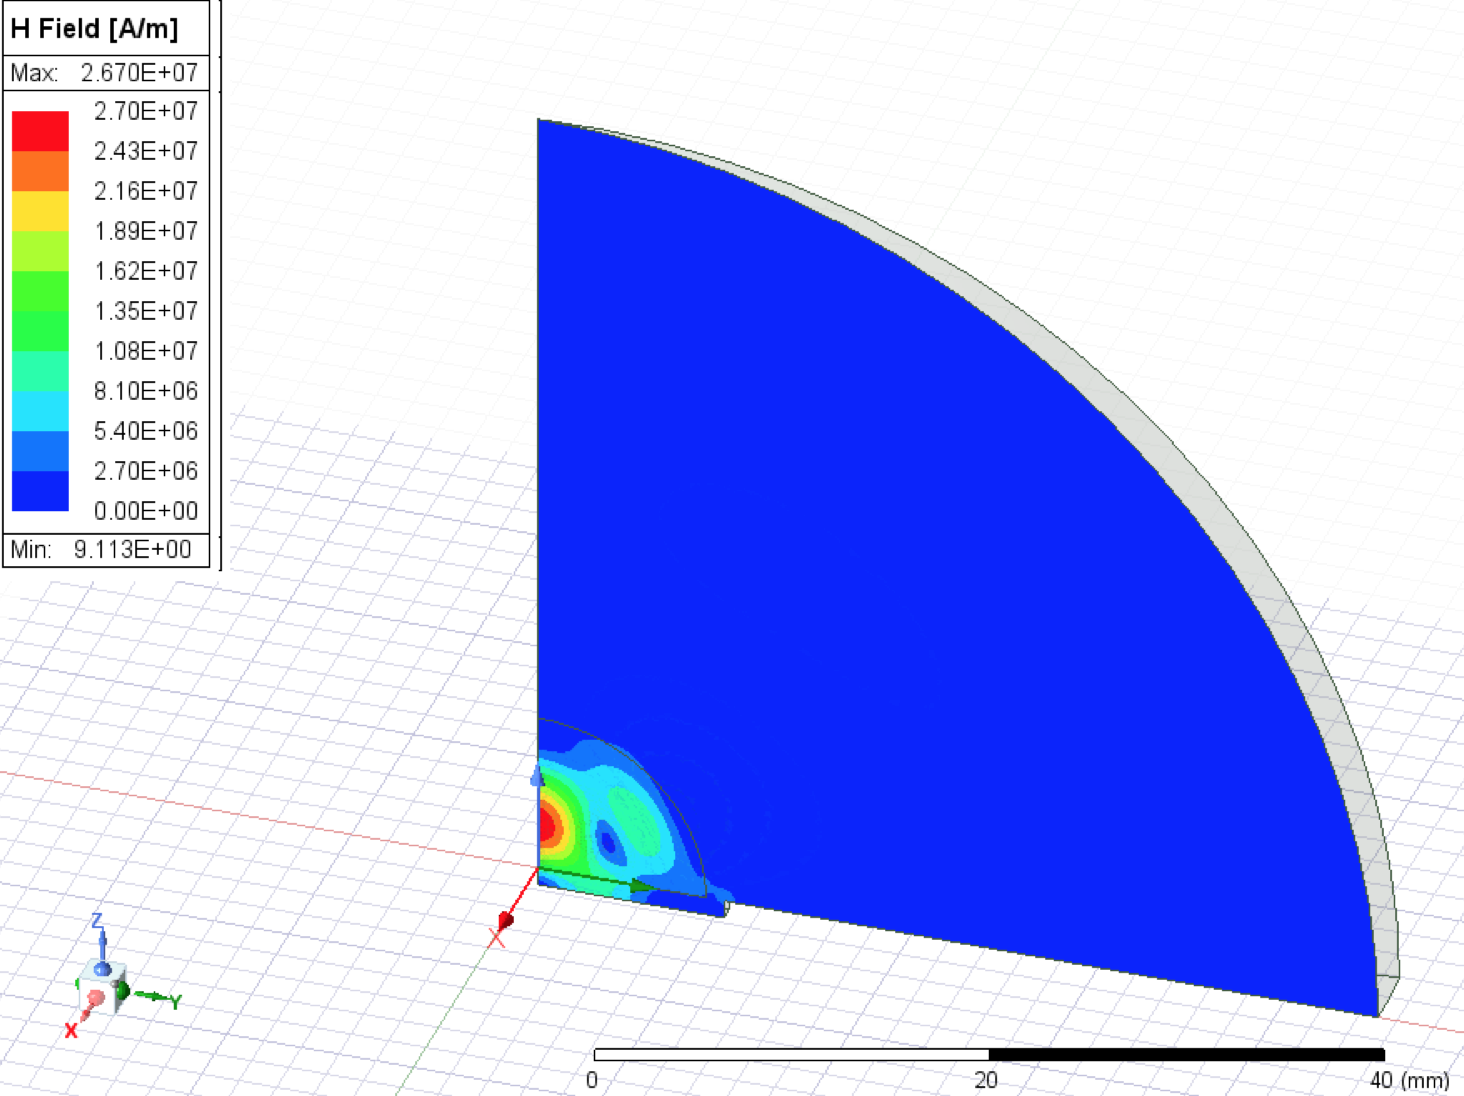 H Field [A/m]
Max: 2.670E+07
2.70E+07
2.43E+07
2.16E+07
1.89E+07
1.62E+07
1.35E+07
1.08E+07
8.10E+06
5.40E+06
2.70E+06
0.00E+00
Min: 9.113E+00
X
Z
Y
X
0 20 40 (mm)